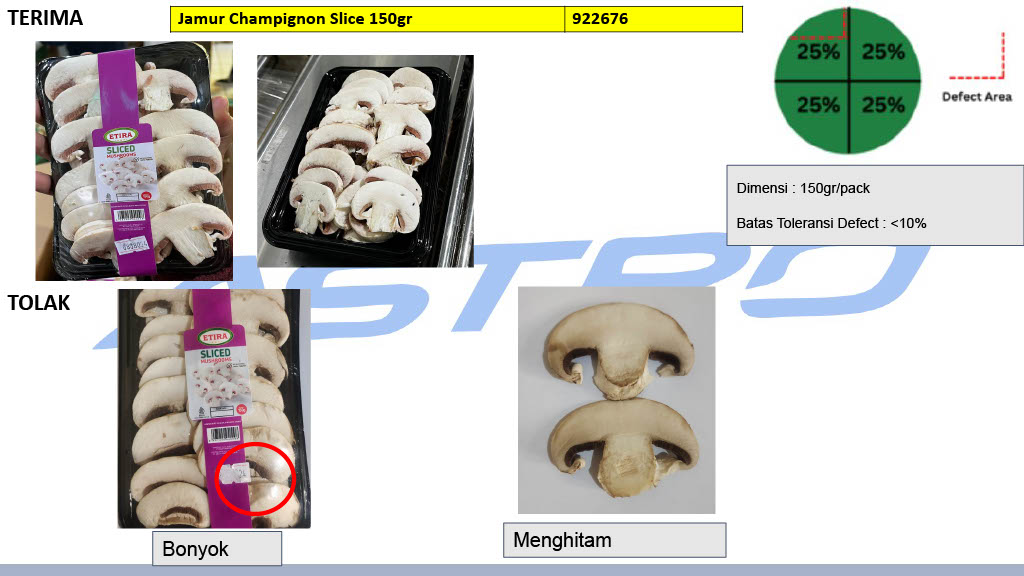 TERIMA
Jamur Champignon Slice 150gr 922676
25% 25%
25% 25%
Defect Area
ETIRA
SLICED
MUSHROOMS
Dimensi : 150gr/pack
Batas Toleransi Defect : <10%
ASTRO
TOLAK
ETIRA
SLICED
MUSHROOMS
Bonyok
Menghitam